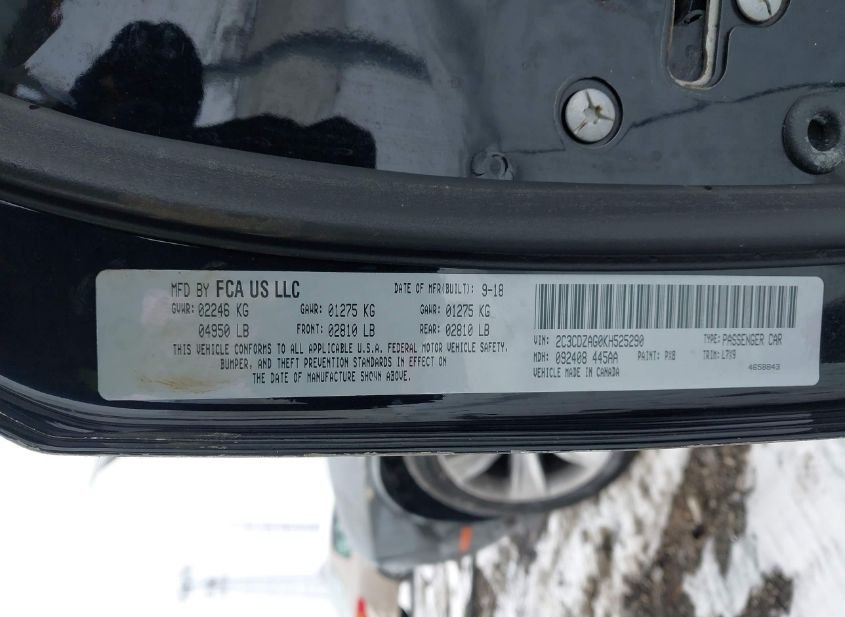 MFD BY FCA US LLC
DATE OF MFR(BUILT): 9-18
GVWR: 02246 KG GAWR: 01275 KG GAWR: 01275 KG
04950 LB FRONT: 02810 LB REAR: 02810 LB
THIS VEHICLE CONFORMS TO ALL APPLICABLE U.S.A. FEDERAL MOTOR VEHICLE SAFETY,
BUMPER, AND THEFT PREVENTION STANDARDS IN EFFECT ON
THE DATE OF MANUFACTURE SHOWN ABOVE.
VIN: 2C3CDZAG0KH525290 TYPE: PASSENGER CAR
MDH: 092408 445AA PAINT: PX8 TRIM: L7X9
VEHICLE MADE IN CANADA
4658843